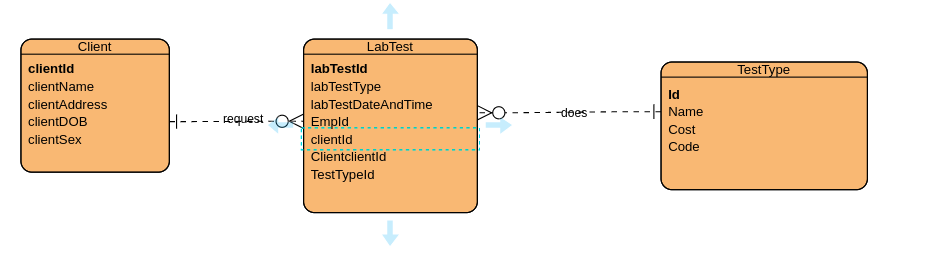 Client
clientId
clientName
clientAddress
clientDOB
clientSex
request
LabTest
labTestId
labTestType
labTestDateAndTime
EmpId
clientId
ClientclientId
TestTypeId
does
TestType
Id
Name
Cost
Code